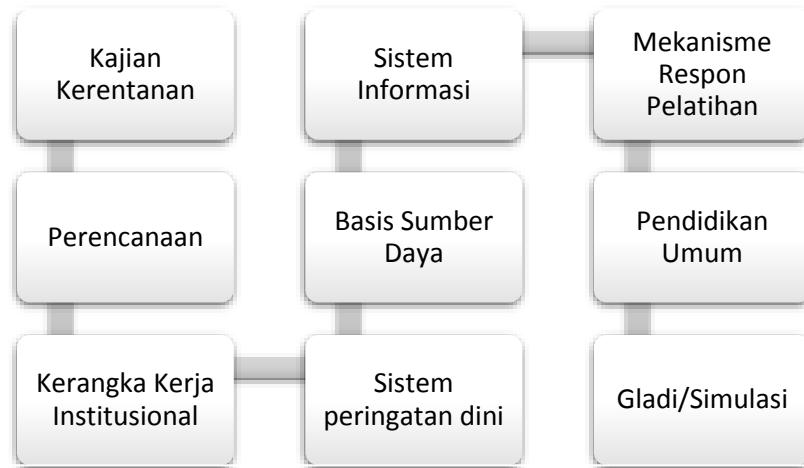 Kajian
Kerentanan
Perencanaan
Kerangka Kerja
Institusional
Sistem
peringatan dini
Basis Sumber
Daya
Sistem
Informasi
Mekanisme
Respon
Pelatihan
Pendidikan
Umum
Gladi/Simulasi